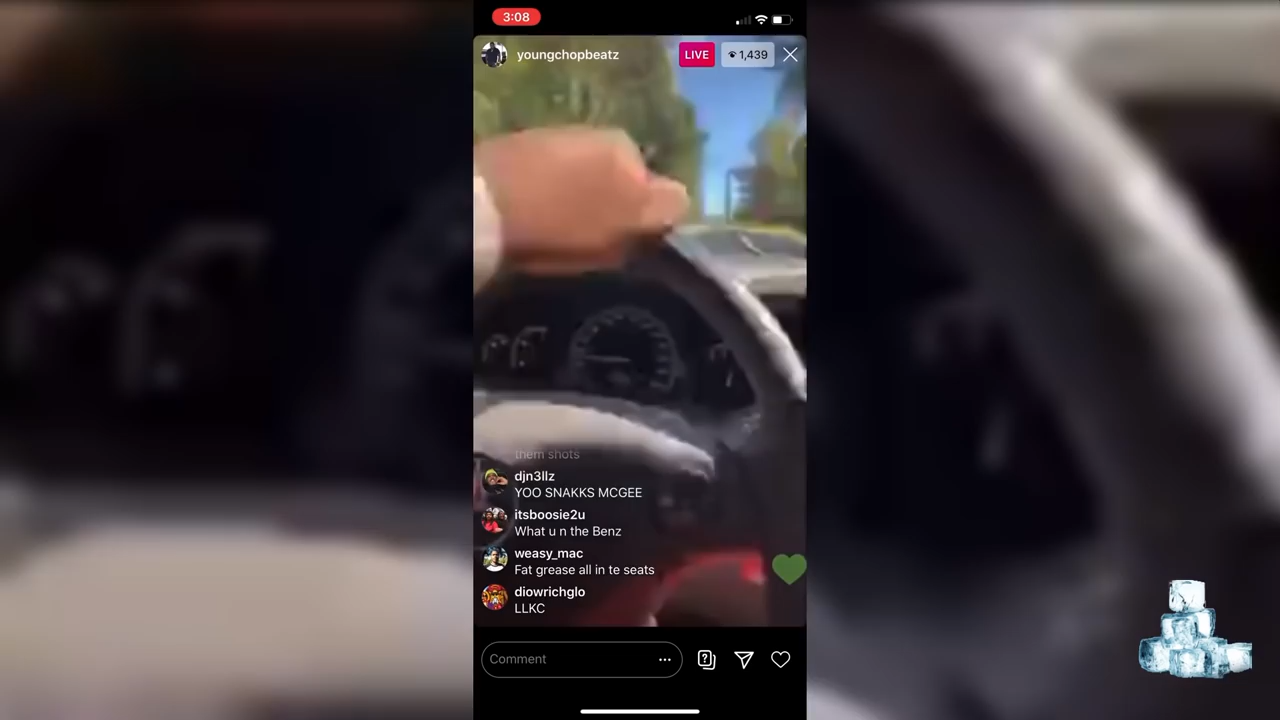 3:08
youngchopbeatz
LIVE
1,439
them shots
djn3llz
YOO SNAKKS MCGEE
itsboosie2u
What u n the Benz
weasy_mac
Fat grease all in te seats
diowrichglo
LLKC
Comment